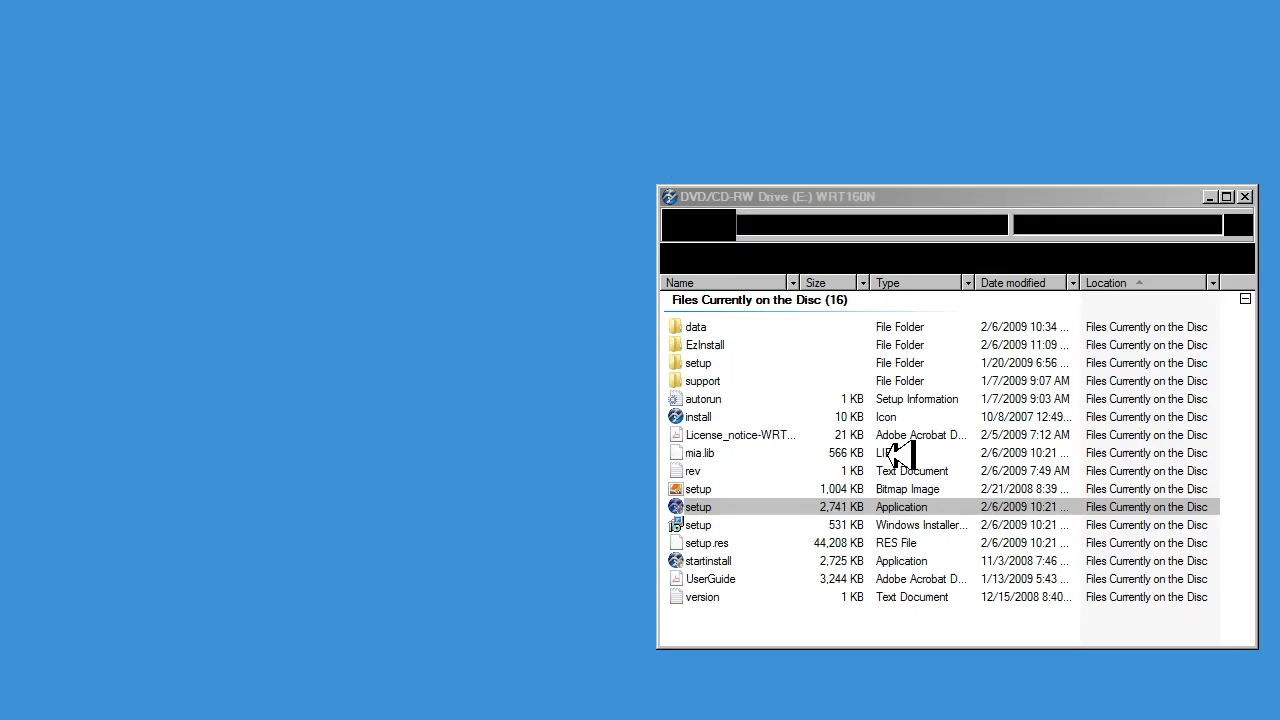 DVD/CD-RW Drive (E:) WRT160N
Name Size Type Date modified Location
Files Currently on the Disc (16)
data File Folder 2/6/2009 10:34 ... Files Currently on the Disc
EzInstall File Folder 2/6/2009 11:09 ... Files Currently on the Disc
setup File Folder 1/20/2009 6:56 ... Files Currently on the Disc
support File Folder 1/7/2009 9:07 AM Files Currently on the Disc
autorun 1 KB Setup Information 1/7/2009 9:03 AM Files Currently on the Disc
install 10 KB Icon 10/8/2007 12:49... Files Currently on the Disc
License_notice-WRT... 21 KB Adobe Acrobat D... 2/5/2009 7:12 AM Files Currently on the Disc
mia.lib 566 KB 2/6/2009 10:21 ... Files Currently on the Disc
rev 1 KB Text Document 2/6/2009 7:49 AM Files Currently on the Disc
setup 1,004 KB Bitmap Image 2/21/2008 8:39 ... Files Currently on the Disc
setup 2,741 KB Application 2/6/2009 10:21 ... Files Currently on the Disc
setup 531 KB Windows Installer... 2/6/2009 10:21 ... Files Currently on the Disc
setup.res 44,208 KB RES File 2/6/2009 10:21 ... Files Currently on the Disc
startinstall 2,725 KB Application 11/3/2008 7:46 ... Files Currently on the Disc
UserGuide 3,244 KB Adobe Acrobat D... 1/13/2009 5:43 ... Files Currently on the Disc
version 1 KB Text Document 12/15/2008 8:40... Files Currently on the Disc